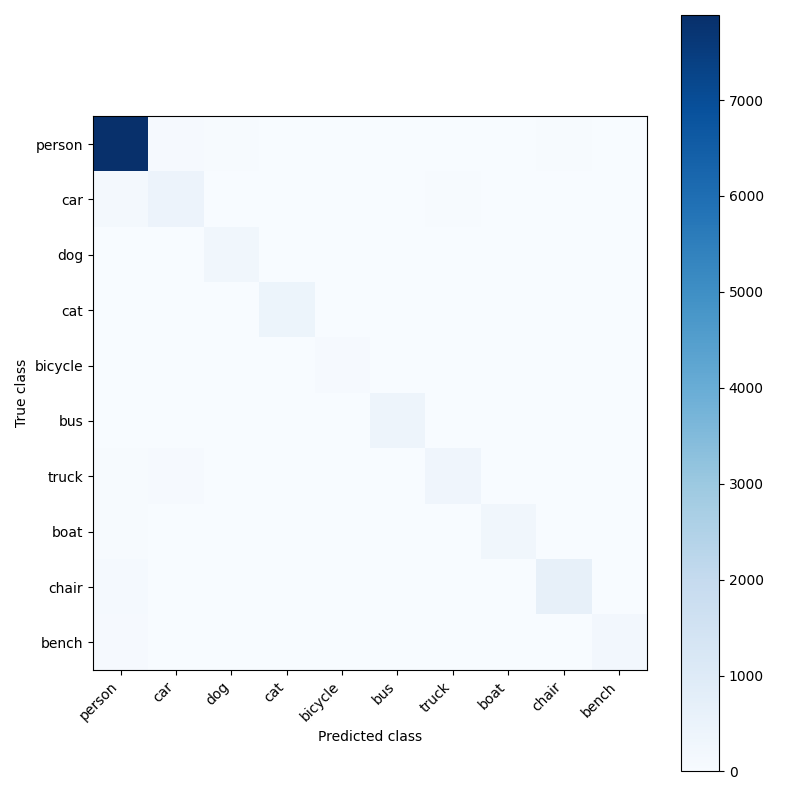 person
car
dog
cat
bicycle
bus
truck
boat
chair
bench
True class
person
car
dog
cat
bicycle
bus
truck
boat
chair
bench
Predicted class
7000
6000
5000
4000
3000
2000
1000
0